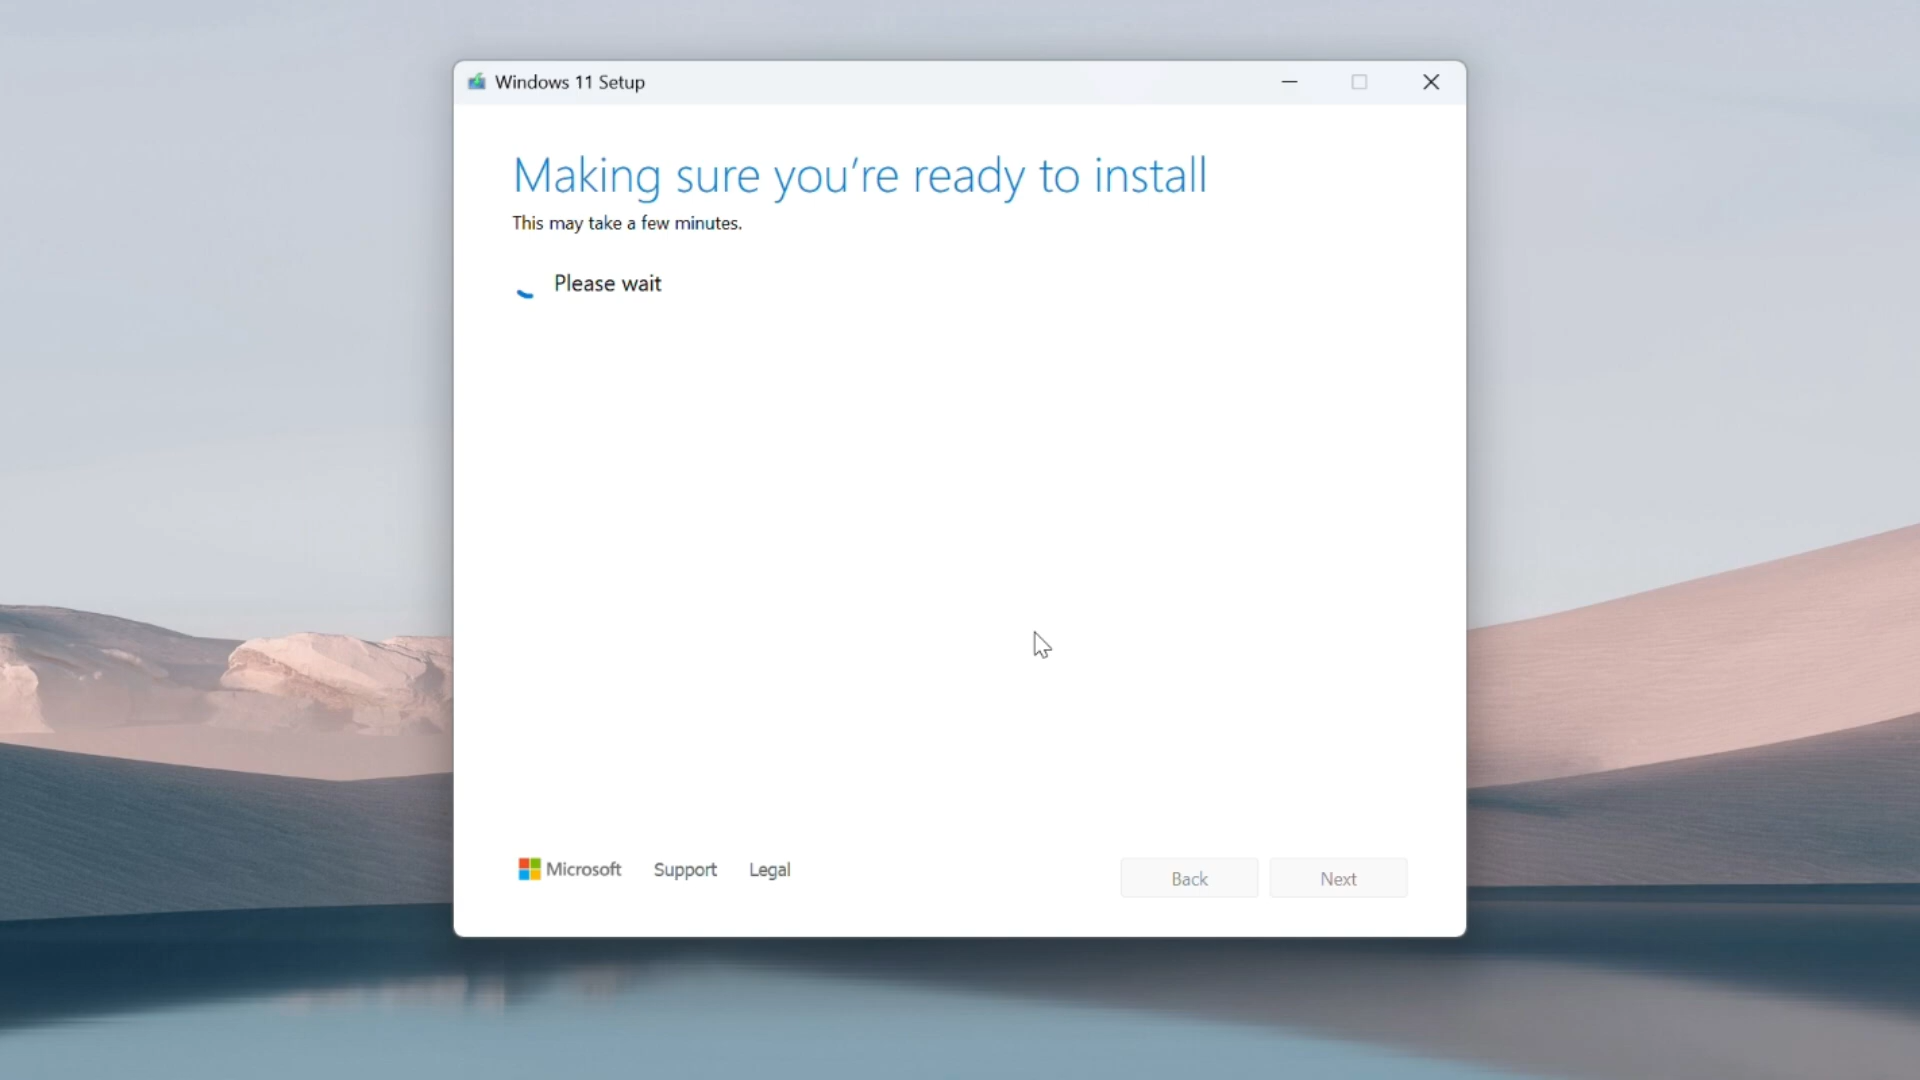 Windows 11 Setup
Making sure you’re ready to install
This may take a few minutes.
Please wait
Microsoft Support Legal
Back Next